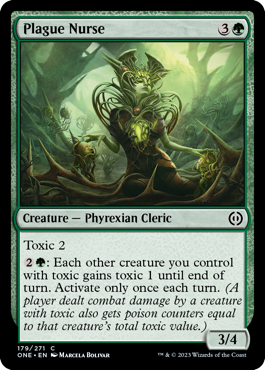 Plague Nurse 3
Creature — Phyrexian Cleric
Toxic 2
2 : Each other creature you control
with toxic gains toxic 1 until end of
turn. Activate only once each turn. (A
player dealt combat damage by a creature
with toxic also gets poison counters equal
to that creature's total toxic value.)
3/4
179/271 C
ONE • EN Marcela Bolivar ™ & © 2023 Wizards of the Coast